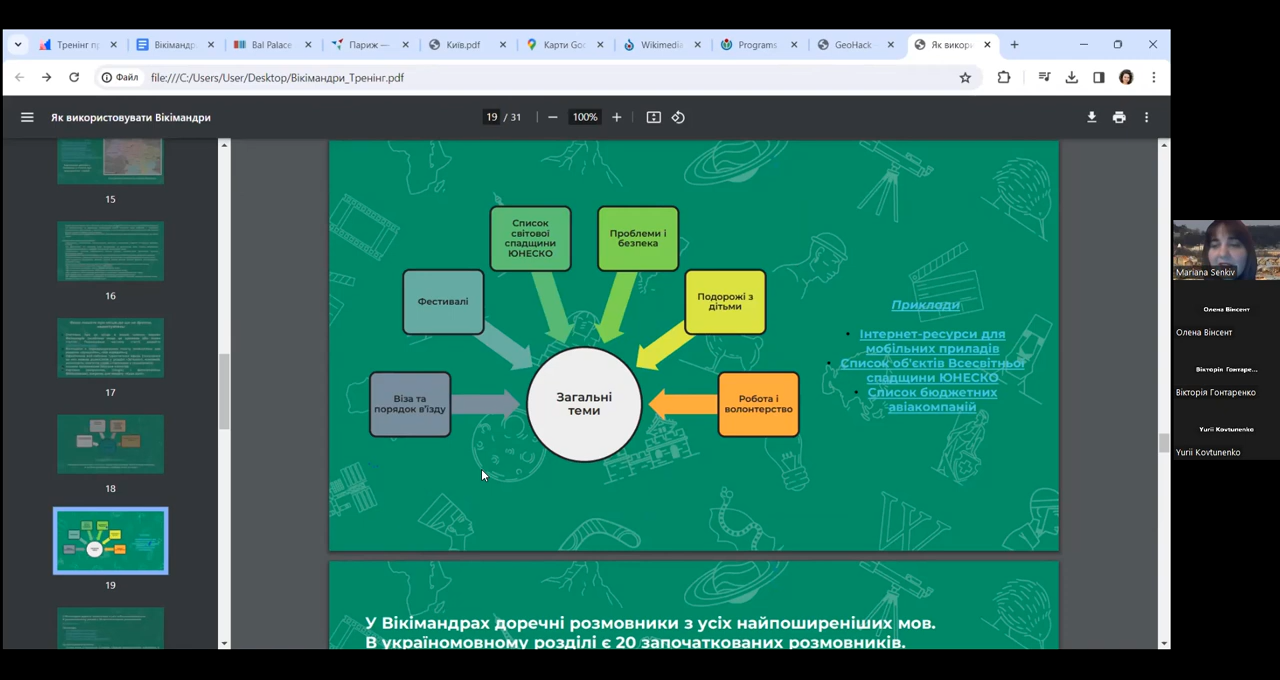 Тренінг п
Вікіманд
Bal Palace
Париж —
Київ.pdf
Карти Goo
Wikimedi
Programs
GeoHack
Як викор
Файл
file:///C:/Users/User/Desktop/Вікімандри_Тренінг.pdf
Як використовувати Вікімандри
19 / 31
100%
15
16
17
18
19
Список
світової
спадщини
ЮНЕСКО
Проблеми і
безпека
Фестивалі
Подорожі з
дітьми
Віза та
порядок в'їзду
Загальні
теми
Робота і
волонтерство
Приклади
Інтернет-ресурси для
мобільних приладів
Список об'єктів Всесвітньої
спадщини ЮНЕСКО
Список бюджетних
авіакомпаній
У Вікімандрах доречні розмовники з усіх найпоширеніших мов.
В україномовному розділі є 20 започаткованих розмовників.
Mariana Senkiv
Олена Вінсент
Олена Вінсент
Вікторія Гонтаре...
Вікторія Гонтаренко
Yurii Kovtunenko
Yurii Kovtunenko